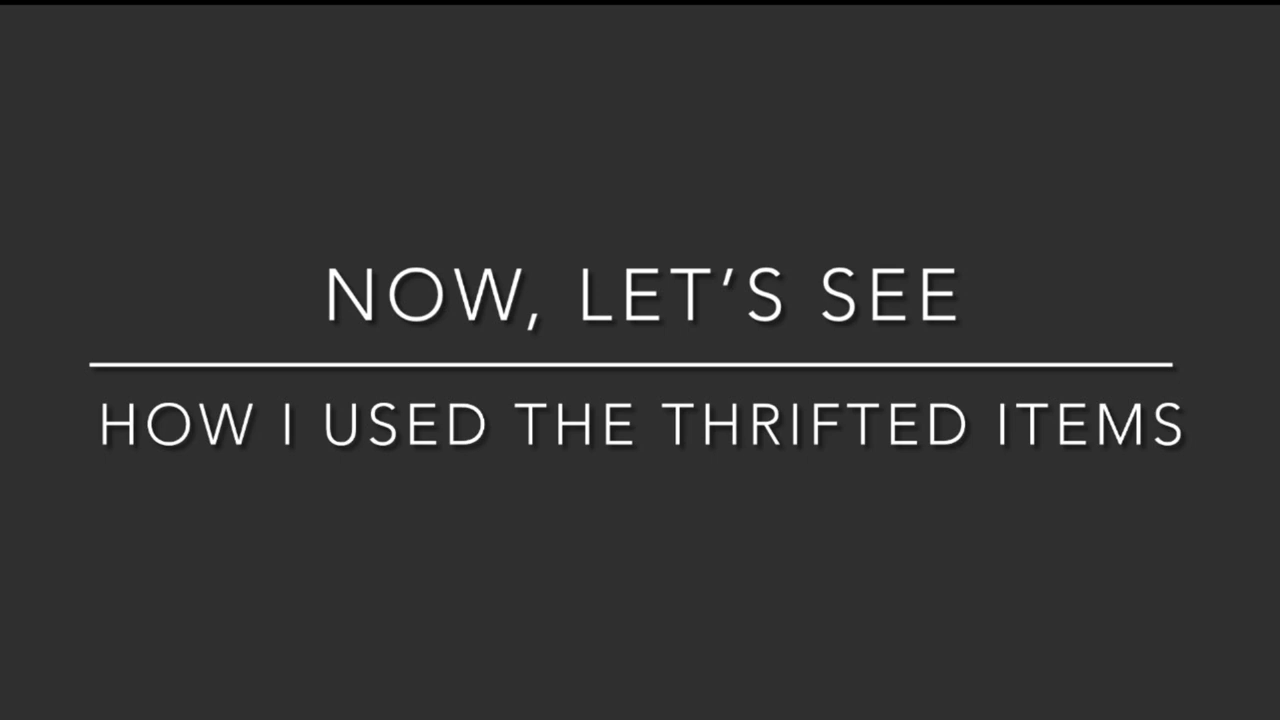 NOW, LET’S SEE
HOW I USED THE THRIFTED ITEMS